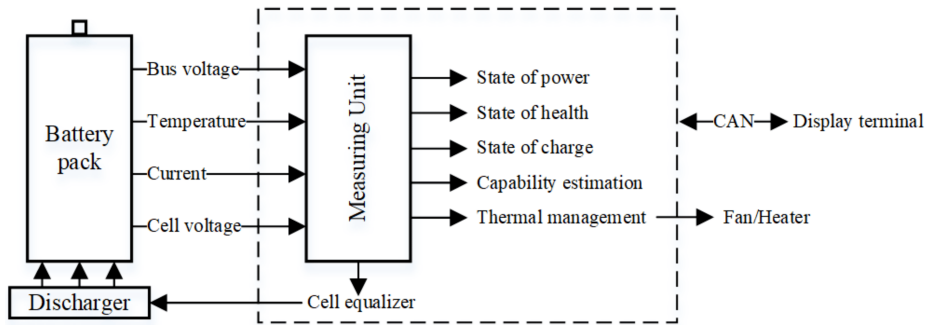 Battery
pack
Bus voltage
Temperature
Current
Cell voltage
Measuring Unit
State of power
State of health
State of charge
Capability estimation
Thermal management
CAN
Display terminal
Fan/Heater
Discharger
Cell equalizer